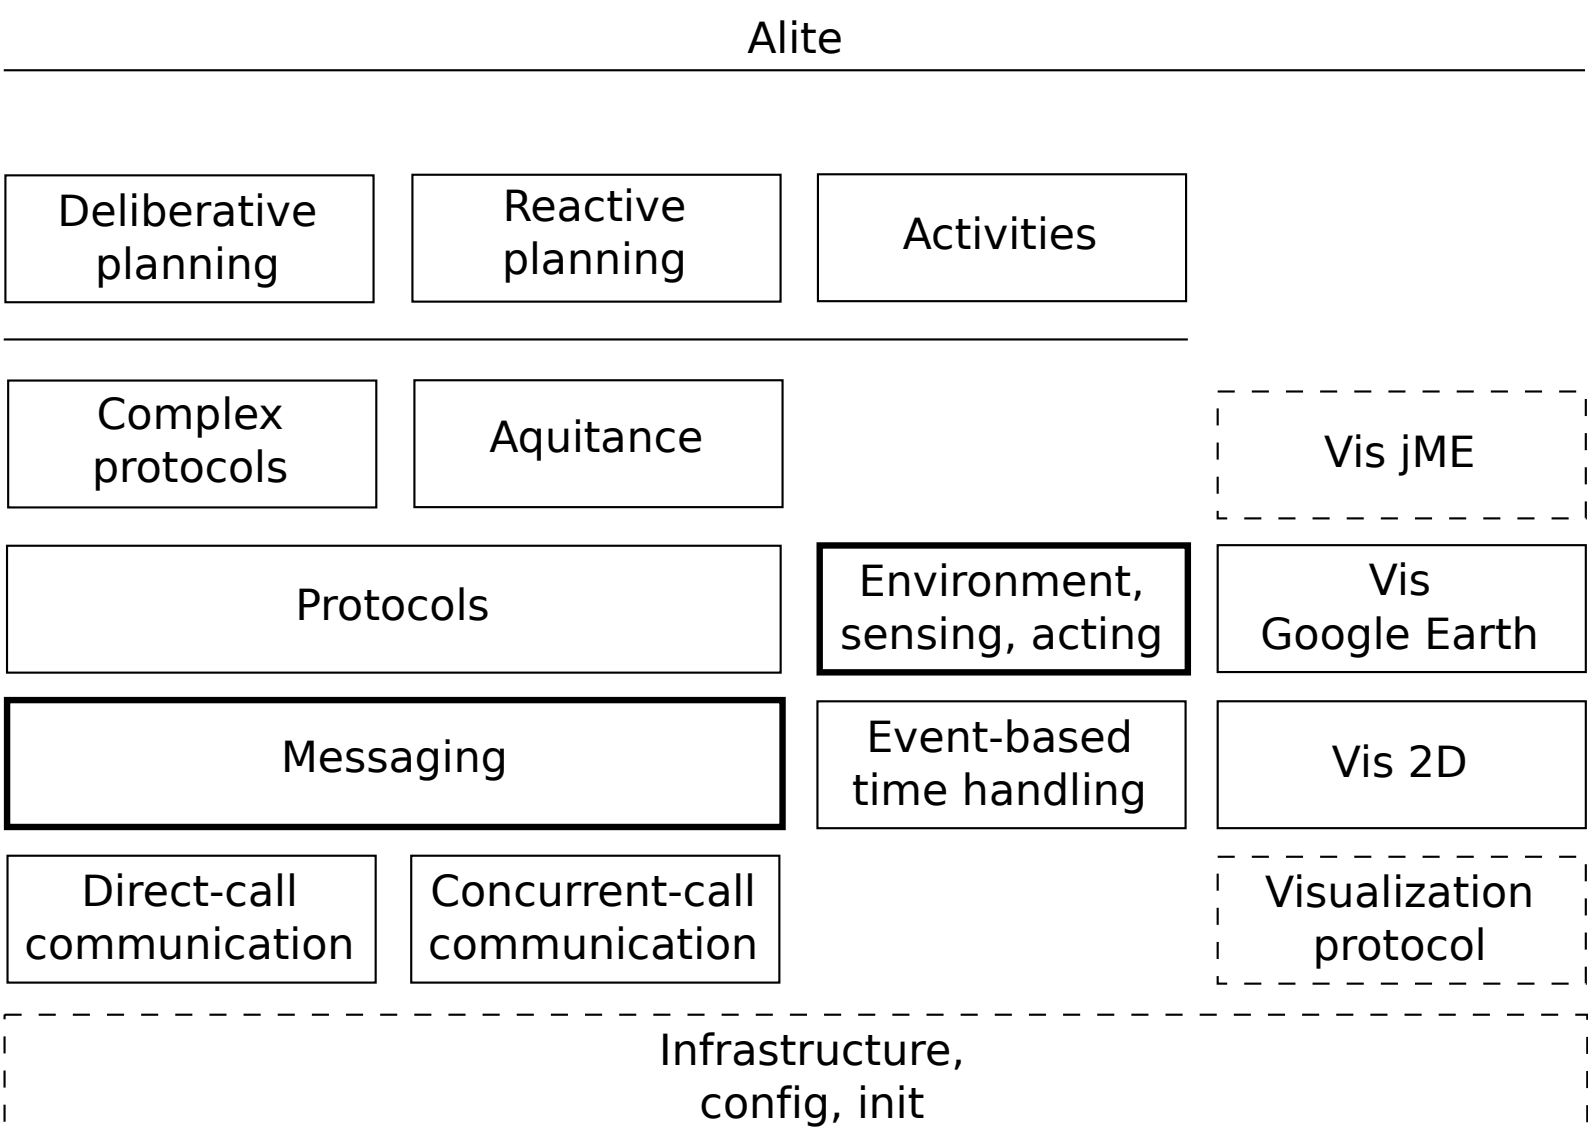 Alite
Deliberative
planning
Reactive
planning
Activities
Complex
protocols
Aquitance
Vis jME
Protocols
Environment,
sensing, acting
Vis
Google Earth
Messaging
Event-based
time handling
Vis 2D
Direct-call
communication
Concurrent-call
communication
Visualization
protocol
Infrastructure,
config, init